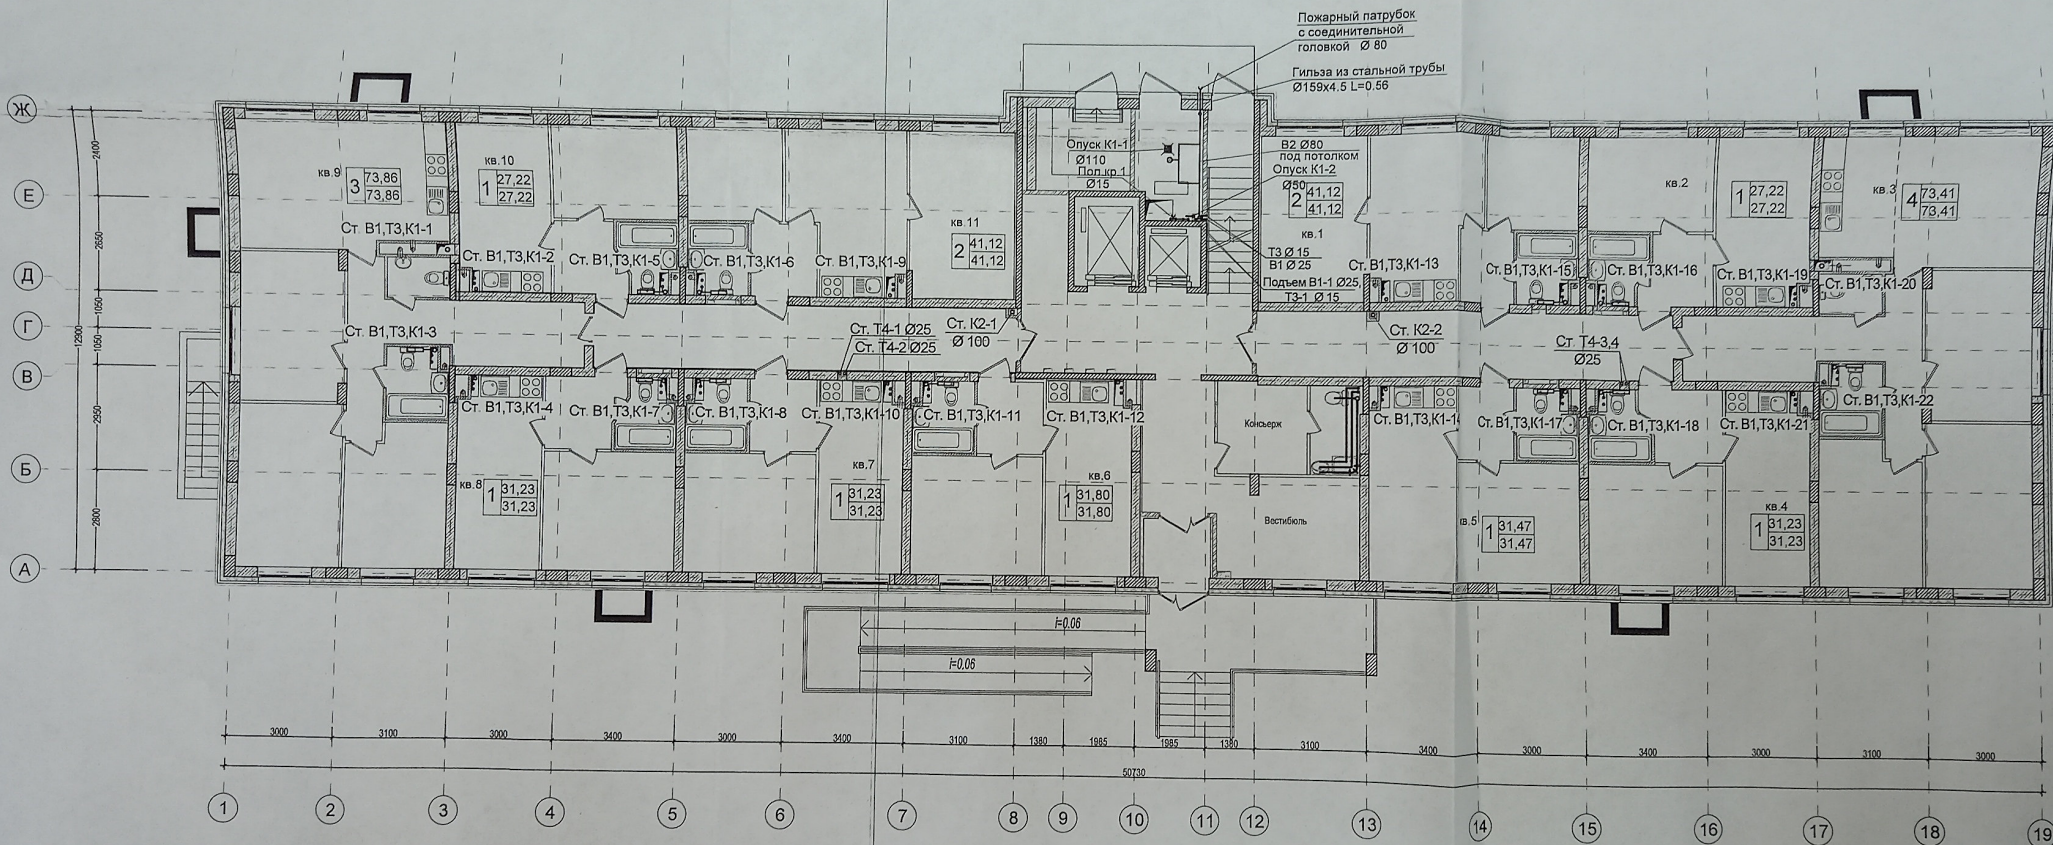 Пожарный патрубок
с соединительной
головкой Ø 80
Гильза из стальной трубы
Ø159x4.5 L=0.56
Опуск К1-1
Ø110
Пол.кр.1
Ø15
В2 Ø80
под потолком
Опуск К1-2
Ø50
Т3 Ø 15
В1 Ø 25
Подъем В1-1 Ø25,
Т3-1 Ø 15
Ж
Е
Д
Г
В
Б
А
2400
2650
1050
1050
2950
2800
12900
кв.9
3 73,86
73,86
Ст. В1,Т3,К1-1
кв.10
1 27,22
27,22
Ст. В1,Т3,К1-2
Ст. В1,Т3,К1-5
Ст. В1,Т3,К1-6
Ст. В1,Т3,К1-9
кв.11
2 41,12
41,12
2 41,12
41,12
кв.1
Ст. В1,Т3,К1-13
Ст. В1,Т3,К1-15
Ст. В1,Т3,К1-16
кв.2
1 27,22
27,22
Ст. В1,Т3,К1-19
кв.3
4 73,41
73,41
Ст. В1,Т3,К1-20
Ст. В1,Т3,К1-3
Ст. Т4-1 Ø25
Ст. Т4-2 Ø25
Ст. К2-1
Ø 100
Ст. К2-2
Ø 100
Ст. Т4-3,4
Ø25
Ст. В1,Т3,К1-4
Ст. В1,Т3,К1-7
Ст. В1,Т3,К1-8
Ст. В1,Т3,К1-10
Ст. В1,Т3,К1-11
Ст. В1,Т3,К1-12
Консьерж
Ст. В1,Т3,К1-14
Ст. В1,Т3,К1-17
Ст. В1,Т3,К1-18
Ст. В1,Т3,К1-21
Ст. В1,Т3,К1-22
кв.8
1 31,23
31,23
кв.7
1 31,23
31,23
кв.6
1 31,80
31,80
Вестибюль
кв.5
1 31,47
31,47
кв.4
1 31,23
31,23
i=0.06
i=0.06
3000 3100 3000 3400 3000 3400 3100 1380 1985 1985 1380 3100 3400 3000 3400 3000 3100 3000
50730
1 2 3 4 5 6 7 8 9 10 11 12 13 14 15 16 17 18 19